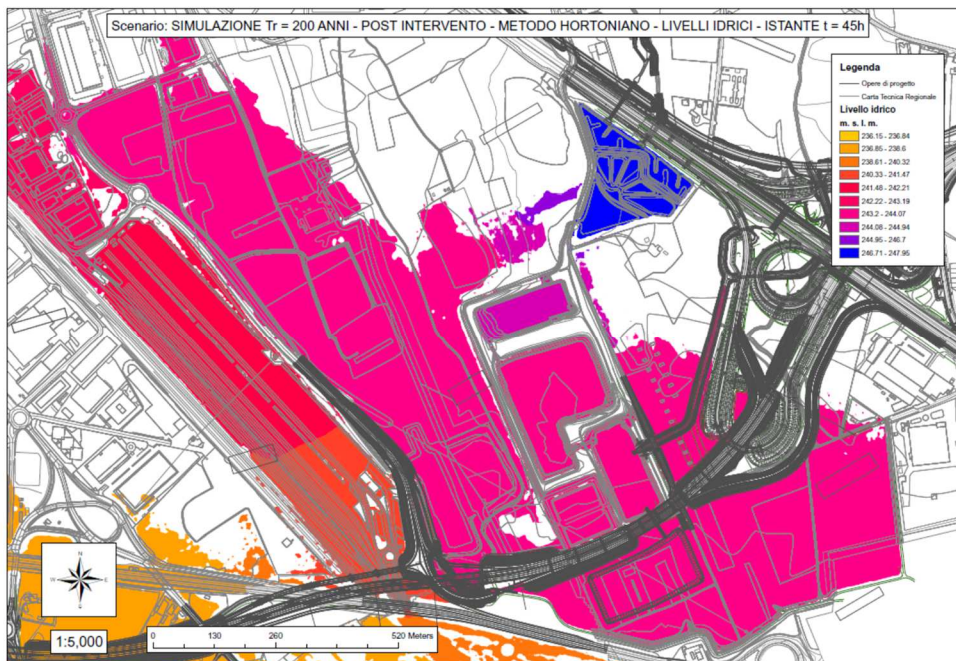 Scenario: SIMULAZIONE Tr = 200 ANNI - POST INTERVENTO - METODO HORTONIANO - LIVELLI IDRICI - ISTANTE t = 45h
Legenda
Opere di progetto
Carta Tecnica Regionale
Livello idrico
m. s. l. m.
236.15 - 236.84
236.85 - 238.6
238.61 - 240.32
240.33 - 241.47
241.48 - 242.21
242.22 - 243.19
243.2 - 244.07
244.08 - 244.94
244.95 - 246.7
246.71 - 247.95
N
W E
S
1:5,000
0 130 260 520 Meters